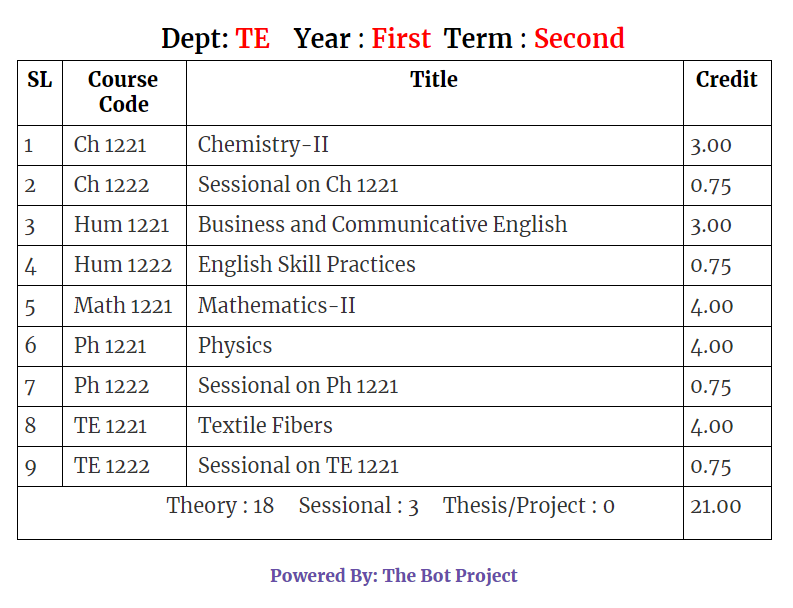 Dept: TE Year : First Term : Second
SL Course Code Title Credit
1 Ch 1221 Chemistry-II 3.00
2 Ch 1222 Sessional on Ch 1221 0.75
3 Hum 1221 Business and Communicative English 3.00
4 Hum 1222 English Skill Practices 0.75
5 Math 1221 Mathematics-II 4.00
6 Ph 1221 Physics 4.00
7 Ph 1222 Sessional on Ph 1221 0.75
8 TE 1221 Textile Fibers 4.00
9 TE 1222 Sessional on TE 1221 0.75
Theory : 18 Sessional : 3 Thesis/Project : 0 21.00
Powered By: The Bot Project